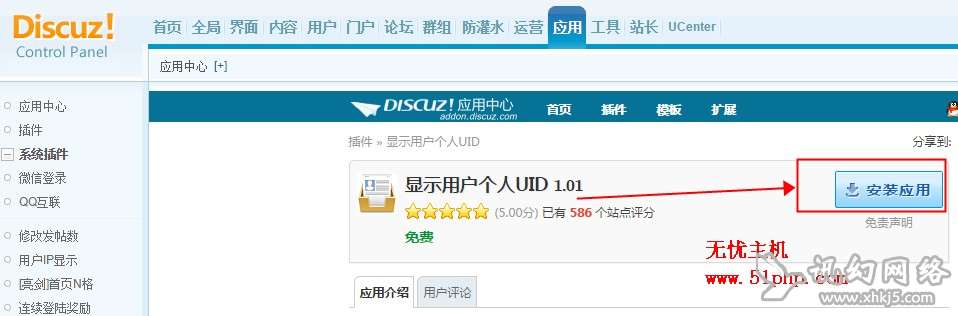 Discuz!
Control Panel
首页 全局 界面 内容 用户 门户 论坛 群组 防灌水 运营 应用 工具 站长 UCenter
应用中心 [+]
应用中心
插件
系统插件
微信登录
QQ互联
修改发帖数
用户IP显示
[亮剑]首页N格
连续登陆奖励
DISCUZ! 应用中心
addon.discuz.com
首页 插件 模板 扩展
插件 » 显示用户个人UID
分享到:
显示用户个人UID 1.01
(5.00分) 已有 586 个站点评分
免费
安装应用
免责声明
无忧主机
www.51php.com
讯幻网络
www.xhkj5.com
应用介绍 用户评论